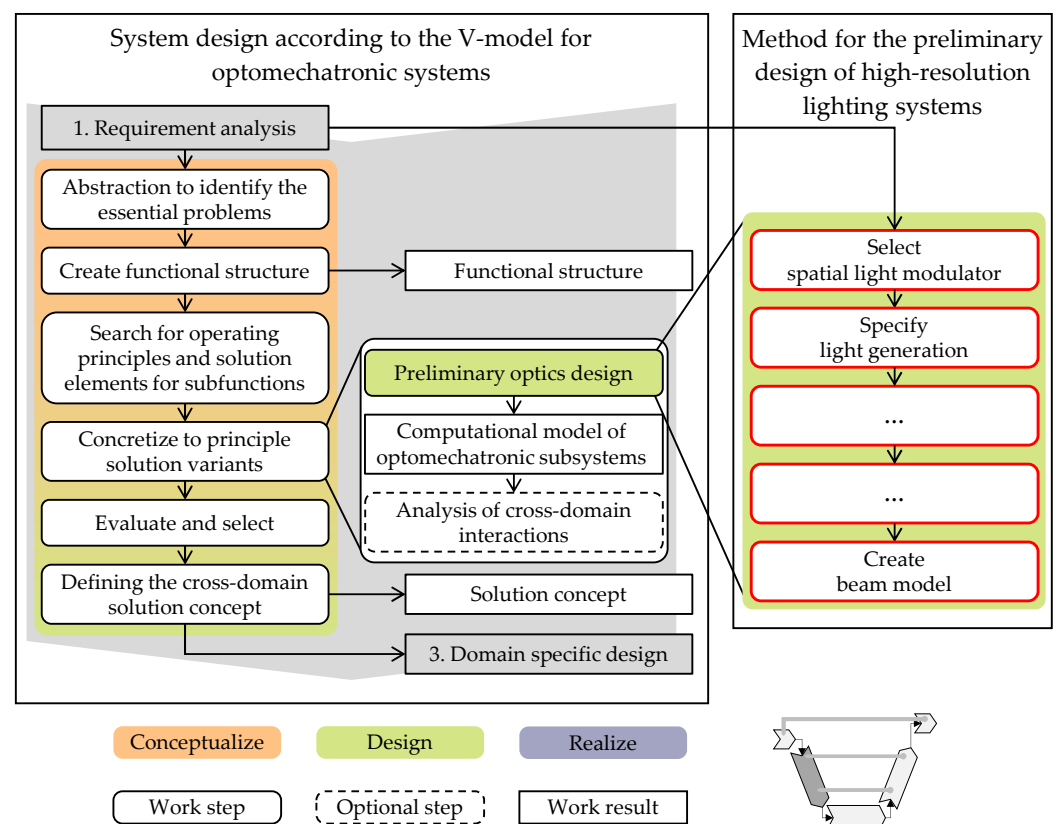 System design according to the V-model for
optomechatronic systems
1. Requirement analysis
Abstraction to identify the
essential problems
Create functional structure
Functional structure
Search for operating
principles and solution
elements for subfunctions
Preliminary optics design
Concretize to principle
solution variants
Computational model of
optomechatronic subsystems
Evaluate and select
Analysis of cross-domain
interactions
Defining the cross-domain
solution concept
Solution concept
3. Domain specific design
Method for the preliminary
design of high-resolution
lighting systems
Select
spatial light modulator
Specify
light generation
...
...
Create
beam model
Conceptualize
Design
Realize
Work step
Optional step
Work result